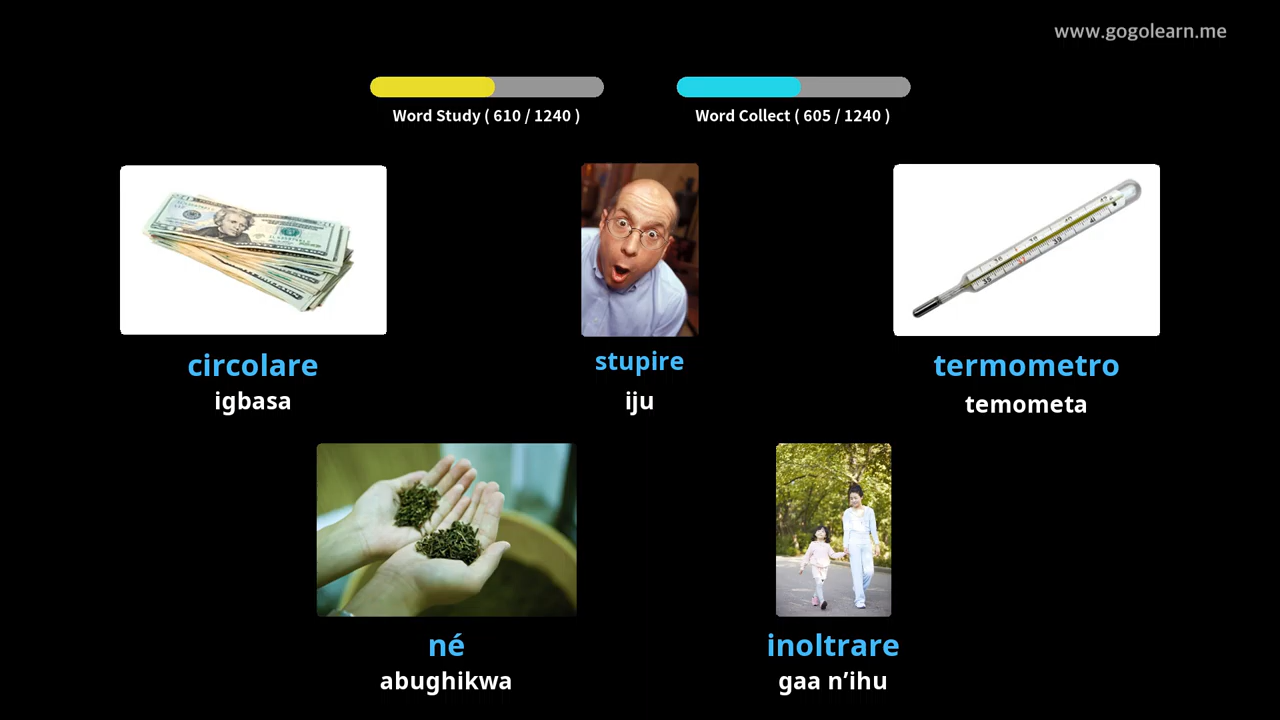 www.gogolearn.me
Word Study ( 610 / 1240 )
Word Collect ( 605 / 1240 )
circolare
igbasa
stupire
iju
termometro
temometa
né
abughikwa
inoltrare
gaa n’ihu